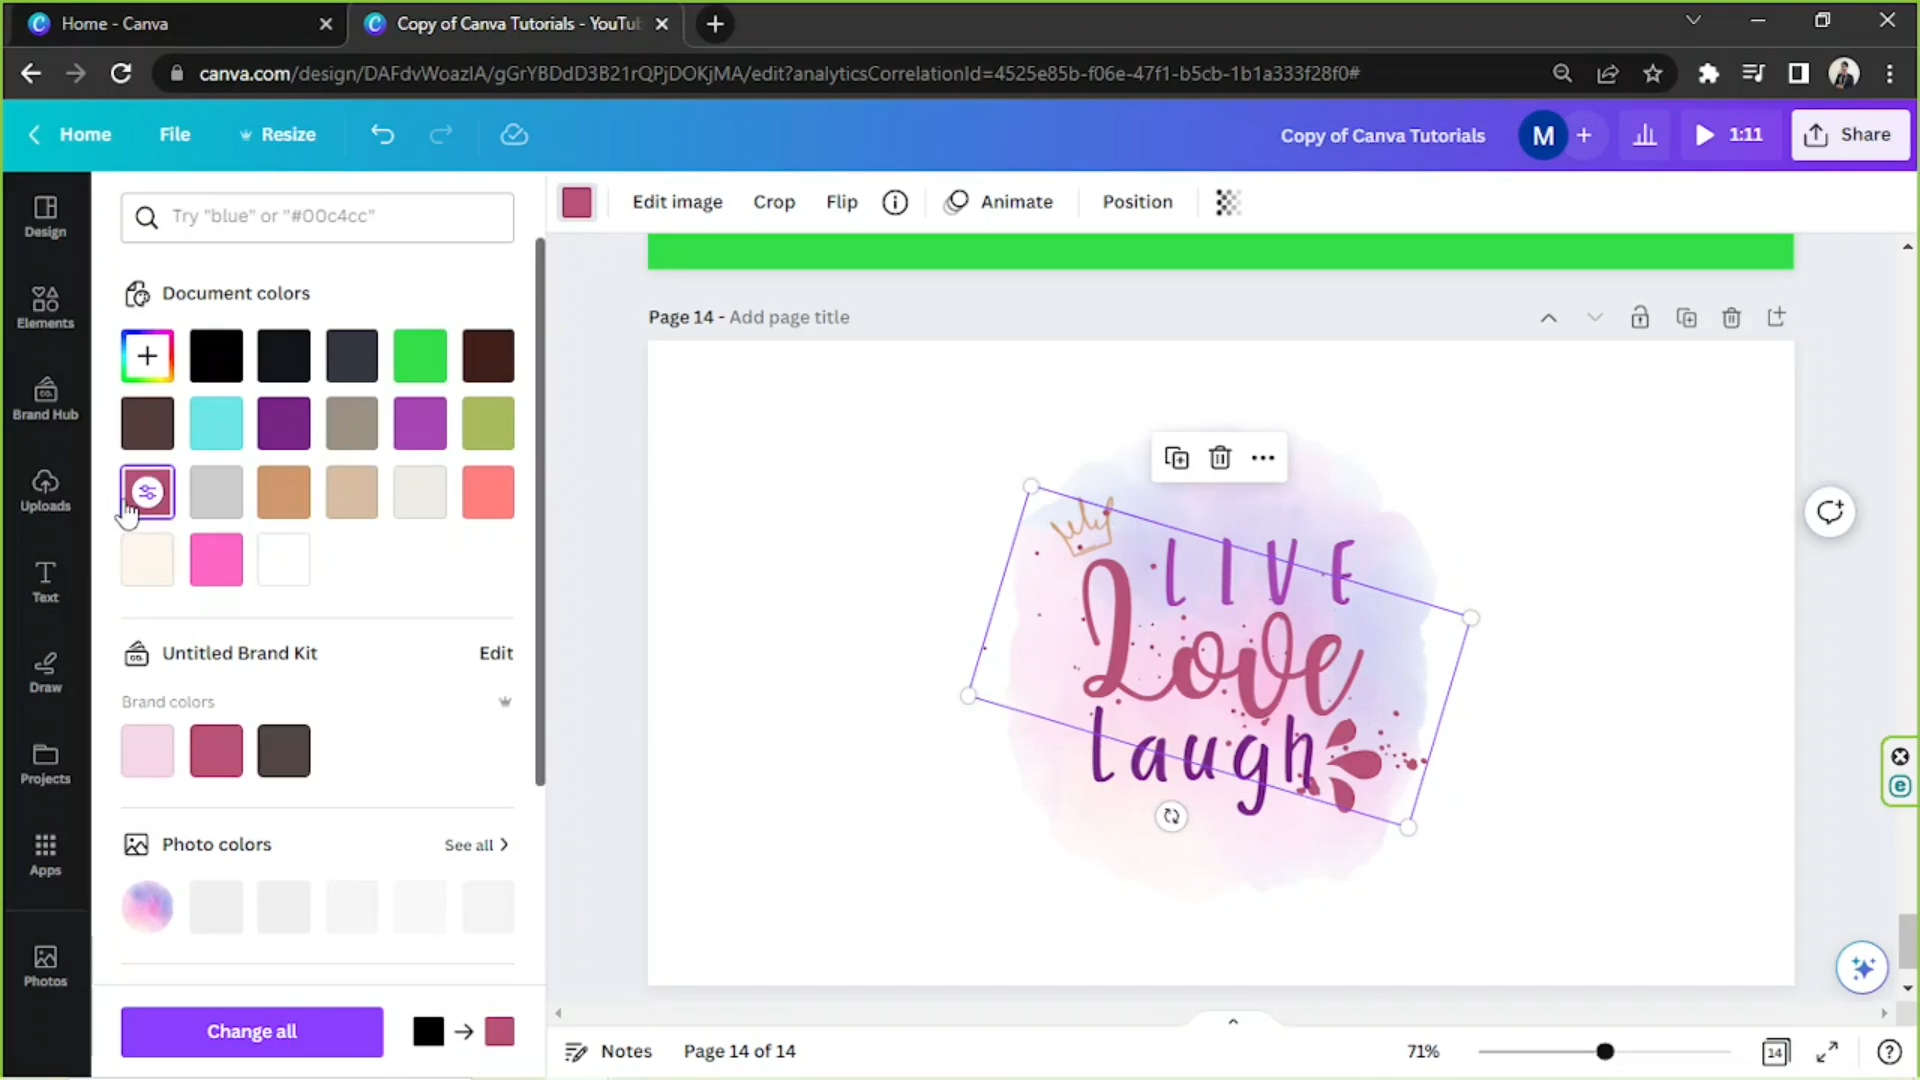 Home - Canva
Copy of Canva Tutorials - YouTu
canva.com/design/DAFdvWoazIA/gGrYBDdD3B21rQPjDOKjMA/edit?analyticsCorrelationId=4525e85b-f06e-47f1-b5cb-1b1a333f28f0#
Home
File
Resize
Copy of Canva Tutorials
M
1:11
Share
Design
Elements
Brand Hub
Uploads
Text
Draw
Projects
Apps
Photos
Try "blue" or "#00c4cc"
Document colors
Untitled Brand Kit
Edit
Brand colors
Photo colors
See all
Change all
Edit image
Crop
Flip
Animate
Position
Page 14 - Add page title
LIVE
Love
laugh
Notes
Page 14 of 14
71%
14